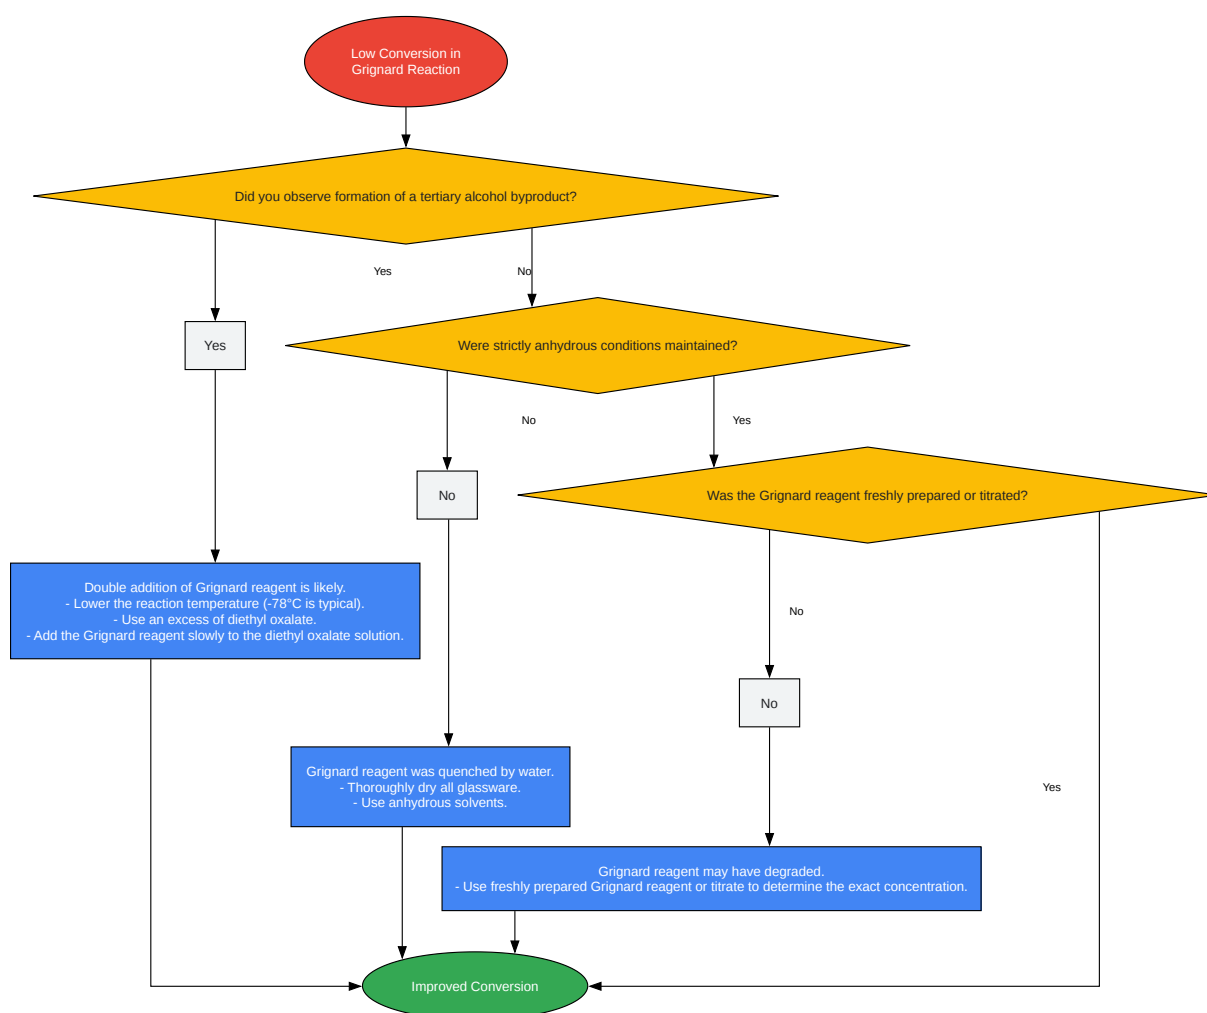 Low Conversion in
Grignard Reaction
Did you observe formation of a tertiary alcohol byproduct?
Yes
No
Yes
Were strictly anhydrous conditions maintained?
No
Yes
No
Was the Grignard reagent freshly prepared or titrated?
Double addition of Grignard reagent is likely.
- Lower the reaction temperature (-78°C is typical).
- Use an excess of diethyl oxalate.
- Add the Grignard reagent slowly to the diethyl oxalate solution.
No
No
Grignard reagent was quenched by water.
- Thoroughly dry all glassware.
- Use anhydrous solvents.
Yes
Grignard reagent may have degraded.
- Use freshly prepared Grignard reagent or titrate to determine the exact concentration.
Improved Conversion